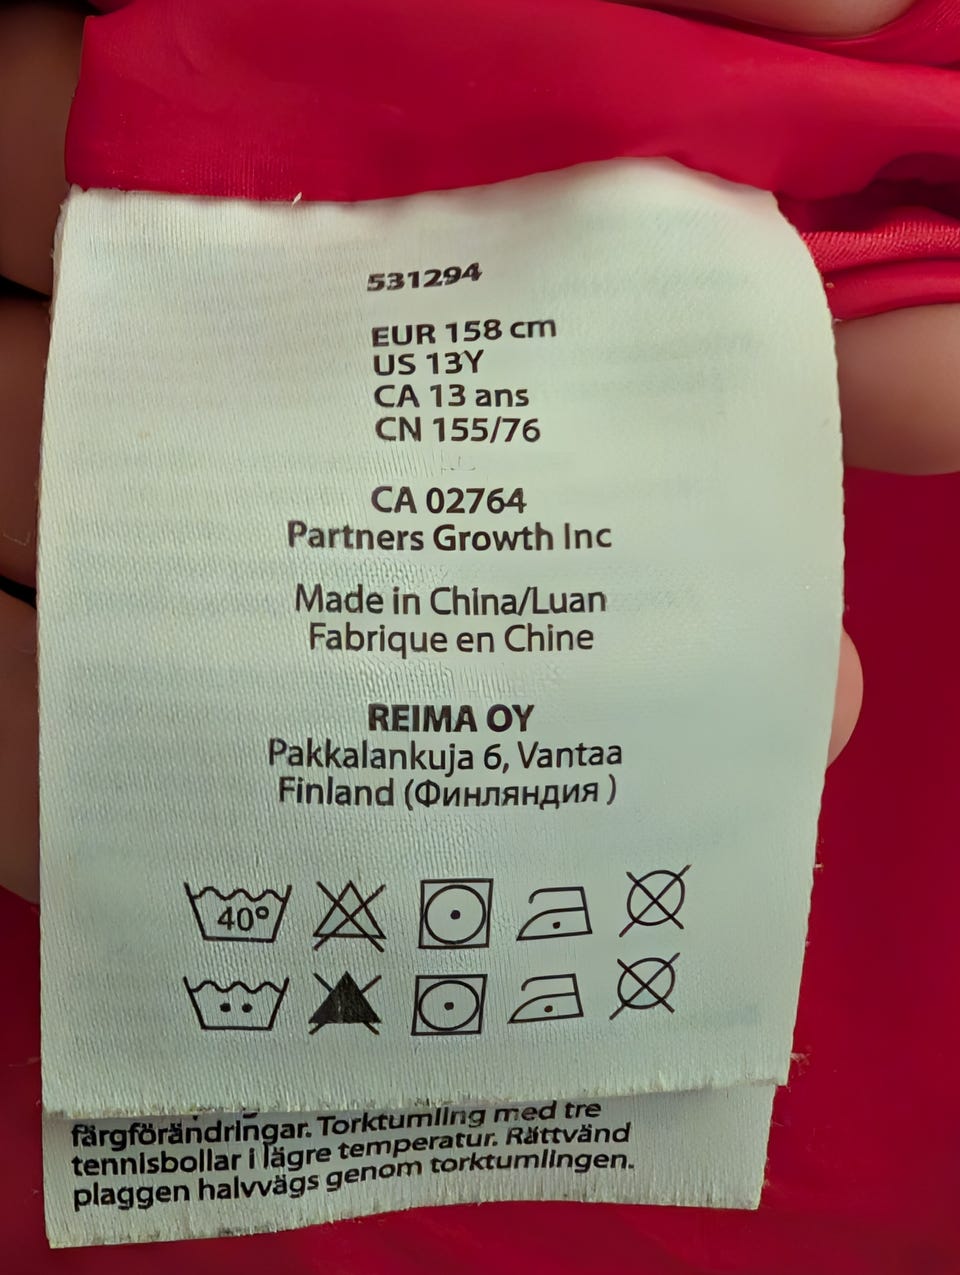 531294
EUR 158 cm
US 13Y
CA 13 ans
CN 155/76
CA 02764
Partners Growth Inc
Made in China/Luan
Fabrique en Chine
REIMA OY
Pakkalankuja 6, Vantaa
Finland (Финляндия )
40°
färgförändringar. Torktumling med tre
tennisbollar i lägre temperatur. Rättvänd
plaggen halvvägs genom torktumlingen.